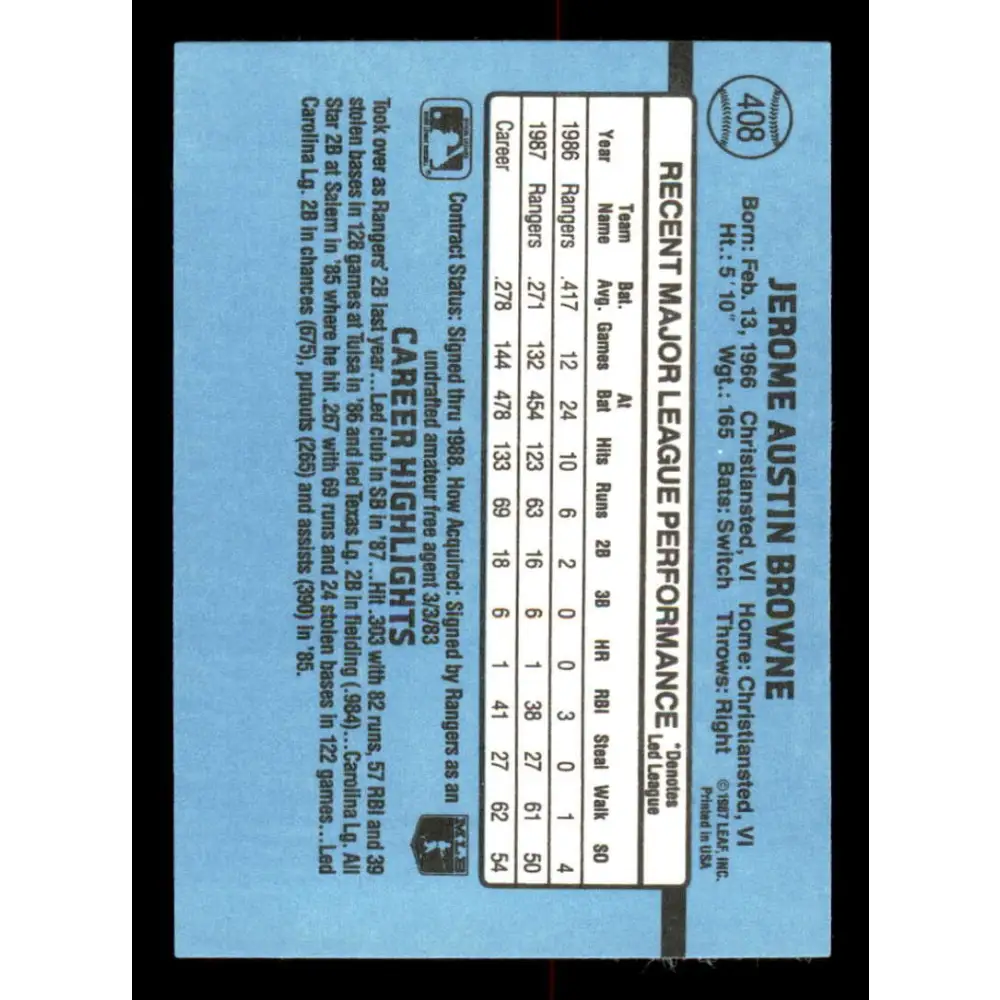 408
JEROME AUSTIN BROWNE
Born: Feb. 13, 1966 Christiansted, VI Home: Christiansted, VI
Ht.: 5'10" Wgt.: 165 Bats: Switch Throws: Right
© 1987 LEAF, INC.
Printed in USA
RECENT MAJOR LEAGUE PERFORMANCE
*Denotes
Led League
Year Team Name Bat. Avg. Games At Bat Hits Runs 2B 3B HR RBI Steal Walk SO
1986 Rangers .417 12 24 10 6 2 0 0 3 0 1 4
1987 Rangers .271 132 454 123 63 16 6 1 38 27 61 50
Career .278 144 478 133 69 18 6 1 41 27 62 54
Contract Status: Signed thru 1988. How Acquired: Signed by Rangers as an
undrafted amateur free agent 3/3/83
MLB
CAREER HIGHLIGHTS
Took over as Rangers' 2B last year...Led club in SB in '87...Hit .303 with 82 runs, 57 RBI and 39
stolen bases in 128 games at Tulsa in '86 and led Texas Lg. 2B in fielding (.984)...Carolina Lg. All
Star 2B at Salem in '85 where he hit .267 with 69 runs and 24 stolen bases in 122 games...Led
Carolina Lg. 2B in chances (675), putouts (265) and assists (390) in '85.